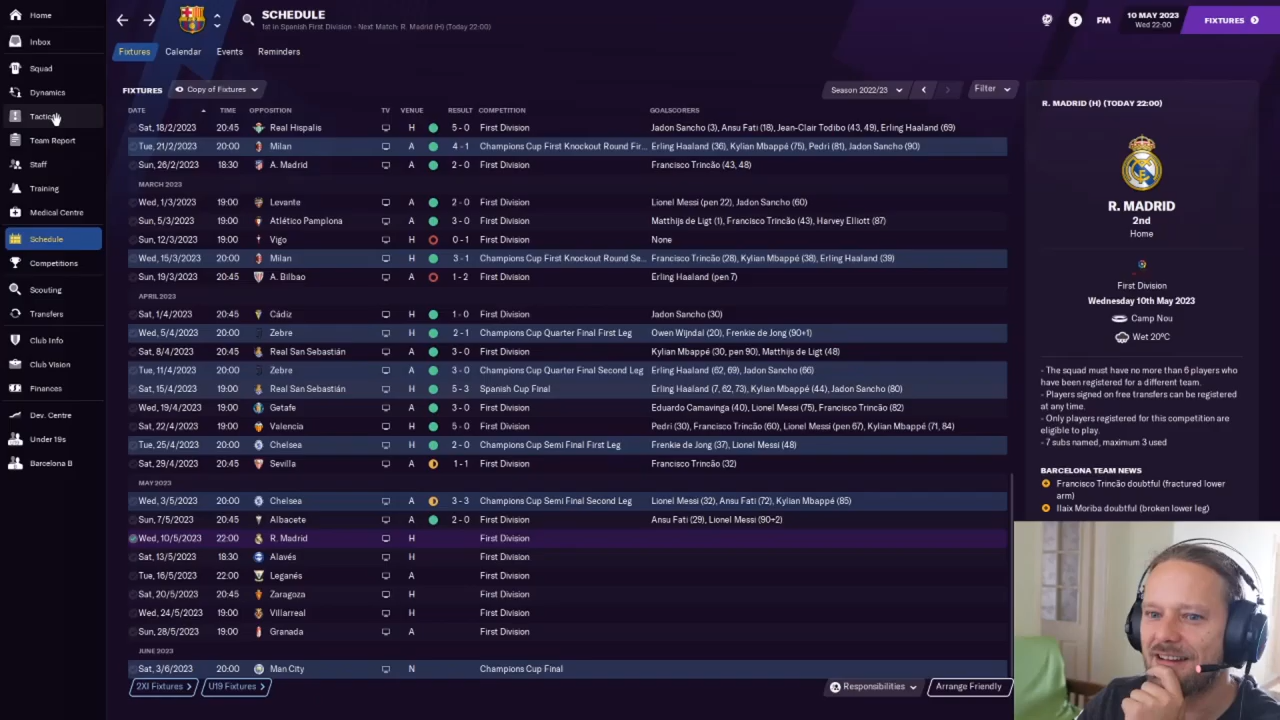 Home
SCHEDULE
1st in Spanish First Division - Next Match: R. Madrid (H) (Today 22:00)
FM
10 MAY 2023
Wed 22:00
FIXTURES
Inbox
Squad
Dynamics
Tactics
Team Report
Staff
Training
Medical Centre
Schedule
Competitions
Scouting
Transfers
Club Info
Club Vision
Finances
Dev. Centre
Under 19s
Barcelona B
Fixtures Calendar Events Reminders
FIXTURES Copy of Fixtures Season 2022/23 Filter
DATE TIME OPPOSITION TV VENUE RESULT COMPETITION GOALSCORERS
Sat, 18/2/2023 20:45 Real Hispalis H 5 - 0 First Division Jadon Sancho (3), Ansu Fati (18), Jean-Clair Todibo (43, 49), Erling Haaland (69)
Tue, 21/2/2023 20:00 Milan A 4 - 1 Champions Cup First Knockout Round Fir... Erling Haaland (36), Kylian Mbappé (75), Pedri (81), Jadon Sancho (90)
Sun, 26/2/2023 18:30 A. Madrid A 2 - 0 First Division Francisco Trincão (43, 48)
MARCH 2023
Wed, 1/3/2023 19:00 Levante A 2 - 0 First Division Lionel Messi (pen 22), Jadon Sancho (60)
Sun, 5/3/2023 19:00 Atlético Pamplona A 3 - 0 First Division Matthijs de Ligt (1), Francisco Trincão (43), Harvey Elliott (87)
Sun, 12/3/2023 19:00 Vigo H 0 - 1 First Division None
Wed, 15/3/2023 20:00 Milan H 3 - 1 Champions Cup First Knockout Round Se... Francisco Trincão (28), Kylian Mbappé (38), Erling Haaland (39)
Sun, 19/3/2023 20:45 A. Bilbao A 1 - 2 First Division Erling Haaland (pen 7)
APRIL 2023
Sat, 1/4/2023 20:45 Cádiz H 1 - 0 First Division Jadon Sancho (30)
Wed, 5/4/2023 20:00 Zebre H 2 - 1 Champions Cup Quarter Final First Leg Owen Wijndal (20), Frenkie de Jong (90+1)
Sat, 8/4/2023 20:45 Real San Sebastián H 3 - 0 First Division Kylian Mbappé (30, pen 90), Matthijs de Ligt (48)
Tue, 11/4/2023 20:00 Zebre A 3 - 0 Champions Cup Quarter Final Second Leg Erling Haaland (62, 69), Jadon Sancho (66)
Sat, 15/4/2023 19:00 Real San Sebastián H 5 - 3 Spanish Cup Final Erling Haaland (7, 62, 73), Kylian Mbappé (44), Jadon Sancho (80)
Wed, 19/4/2023 19:00 Getafe A 3 - 0 First Division Eduardo Camavinga (40), Lionel Messi (75), Francisco Trincão (82)
Sat, 22/4/2023 19:00 Valencia H 5 - 0 First Division Pedri (30), Francisco Trincão (60), Lionel Messi (pen 67), Kylian Mbappé (71, 84)
Tue, 25/4/2023 20:00 Chelsea H 2 - 0 Champions Cup Semi Final First Leg Frenkie de Jong (37), Lionel Messi (48)
Sat, 29/4/2023 20:45 Sevilla A 1 - 1 First Division Francisco Trincão (32)
MAY 2023
Wed, 3/5/2023 20:00 Chelsea A 3 - 3 Champions Cup Semi Final Second Leg Lionel Messi (32), Ansu Fati (72), Kylian Mbappé (85)
Sun, 7/5/2023 20:45 Albacete A 2 - 0 First Division Ansu Fati (29), Lionel Messi (90+2)
Wed, 10/5/2023 22:00 R. Madrid H First Division
Sat, 13/5/2023 18:30 Alavés H First Division
Tue, 16/5/2023 22:00 Leganés A First Division
Sat, 20/5/2023 20:45 Zaragoza H First Division
Wed, 24/5/2023 19:00 Villarreal H First Division
Sun, 28/5/2023 19:00 Granada A First Division
JUNE 2023
Sat, 3/6/2023 20:00 Man City N Champions Cup Final
2XI Fixtures U19 Fixtures Responsibilities Arrange Friendly
R. MADRID (H) (TODAY 22:00)
R. MADRID
2nd
Home
First Division
Wednesday 10th May 2023
Camp Nou
Wet 20ºC
- The squad must have no more than 6 players who
have been registered for a different team.
- Players signed on free transfers can be registered
at any time.
- Only players registered for this competition are
eligible to play.
- 7 subs named, maximum 3 used
BARCELONA TEAM NEWS
Francisco Trincão doubtful (fractured lower
arm)
Ilaix Moriba doubtful (broken lower leg)